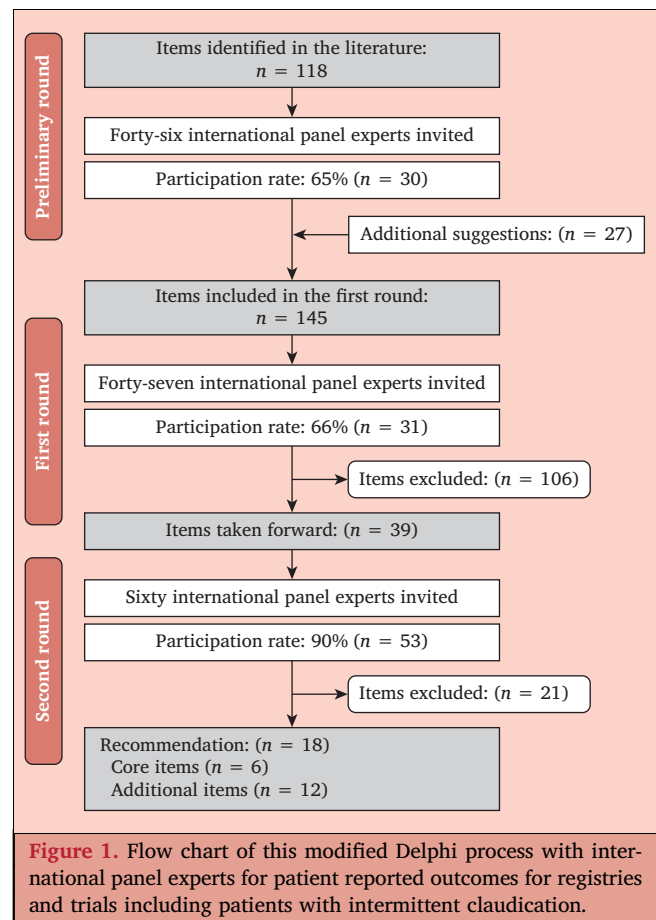 Preliminary round
Items identified in the literature:
n = 118
Forty-six international panel experts invited
Participation rate: 65% (n = 30)
Additional suggestions: (n = 27)
First round
Items included in the first round:
n = 145
Forty-seven international panel experts invited
Participation rate: 66% (n = 31)
Items excluded: (n = 106)
Items taken forward: (n = 39)
Second round
Sixty international panel experts invited
Participation rate: 90% (n = 53)
Items excluded: (n = 21)
Recommendation: (n = 18)
Core items (n = 6)
Additional items (n = 12)
Figure 1. Flow chart of this modified Delphi process with inter-
national panel experts for patient reported outcomes for registries
and trials including patients with intermittent claudication.